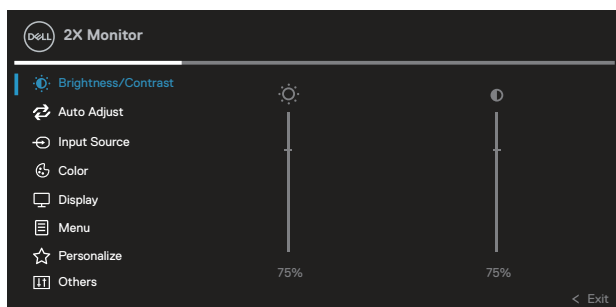 DELL 2X Monitor
Brightness/Contrast
Auto Adjust
Input Source
Color
Display
Menu
Personalize
Others
75% 75%
< Exit